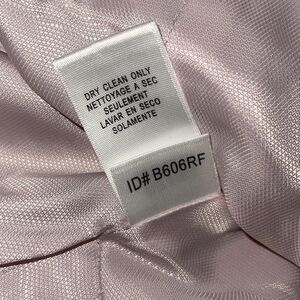 DRY CLEAN ONLY
NETTOYAGE A SEC
SEULEMENT
LAVAR EN SECO
SOLAMENTE
ID# B606RF